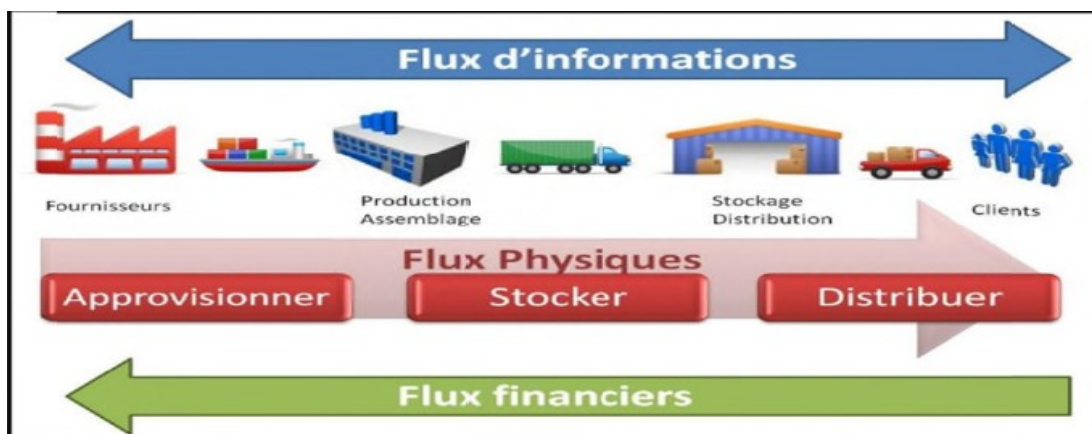 Flux d'informations
Fournisseurs
Production
Assemblage
Stockage
Distribution
Clients
Flux Physiques
Approvisionner
Stocker
Distribuer
Flux financiers